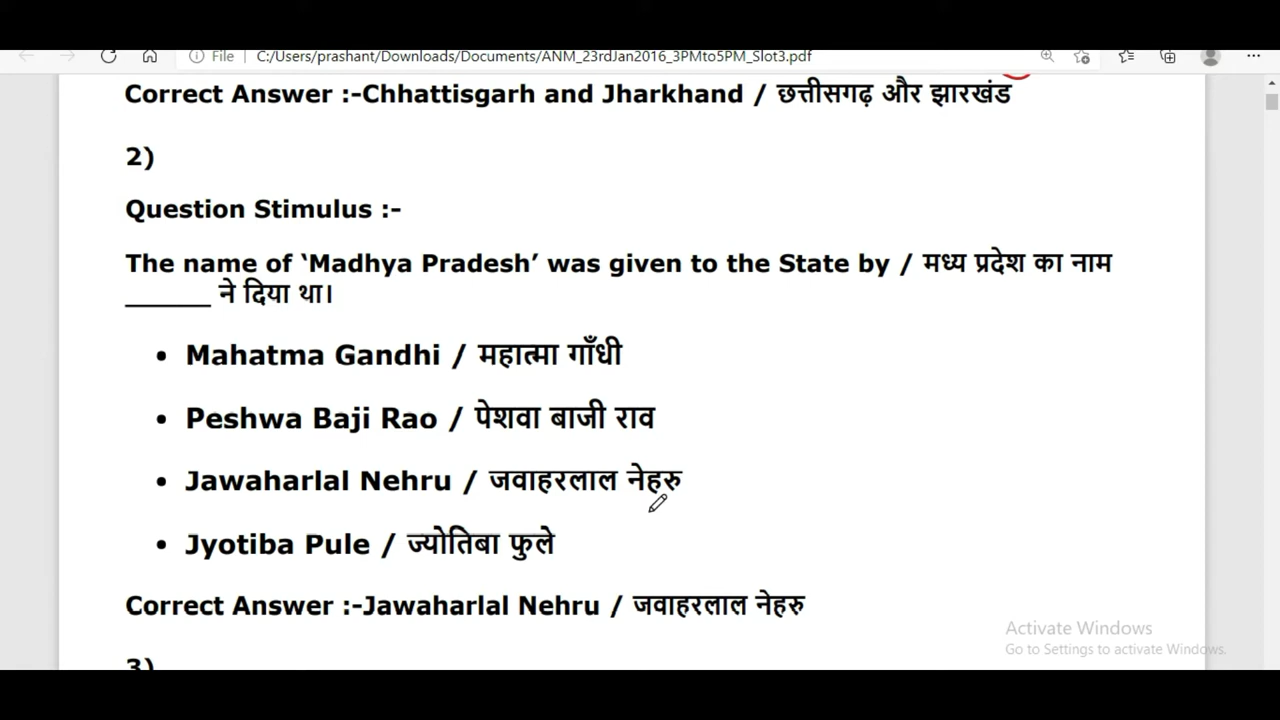 File C:/Users/prashant/Downloads/Documents/ANM_23rdJan2016_3PMto5PM_Slot3.pdf
Correct Answer :-Chhattisgarh and Jharkhand / छत्तीसगढ़ और झारखंड
2)
Question Stimulus :-
The name of ‘Madhya Pradesh’ was given to the State by / मध्य प्रदेश का नाम
______ ने दिया था।
• Mahatma Gandhi / महात्मा गाँधी
• Peshwa Baji Rao / पेशवा बाजी राव
• Jawaharlal Nehru / जवाहरलाल नेहरु
• Jyotiba Pule / ज्योतिबा फुले
Correct Answer :-Jawaharlal Nehru / जवाहरलाल नेहरु
Activate Windows
Go to Settings to activate Windows.
3)